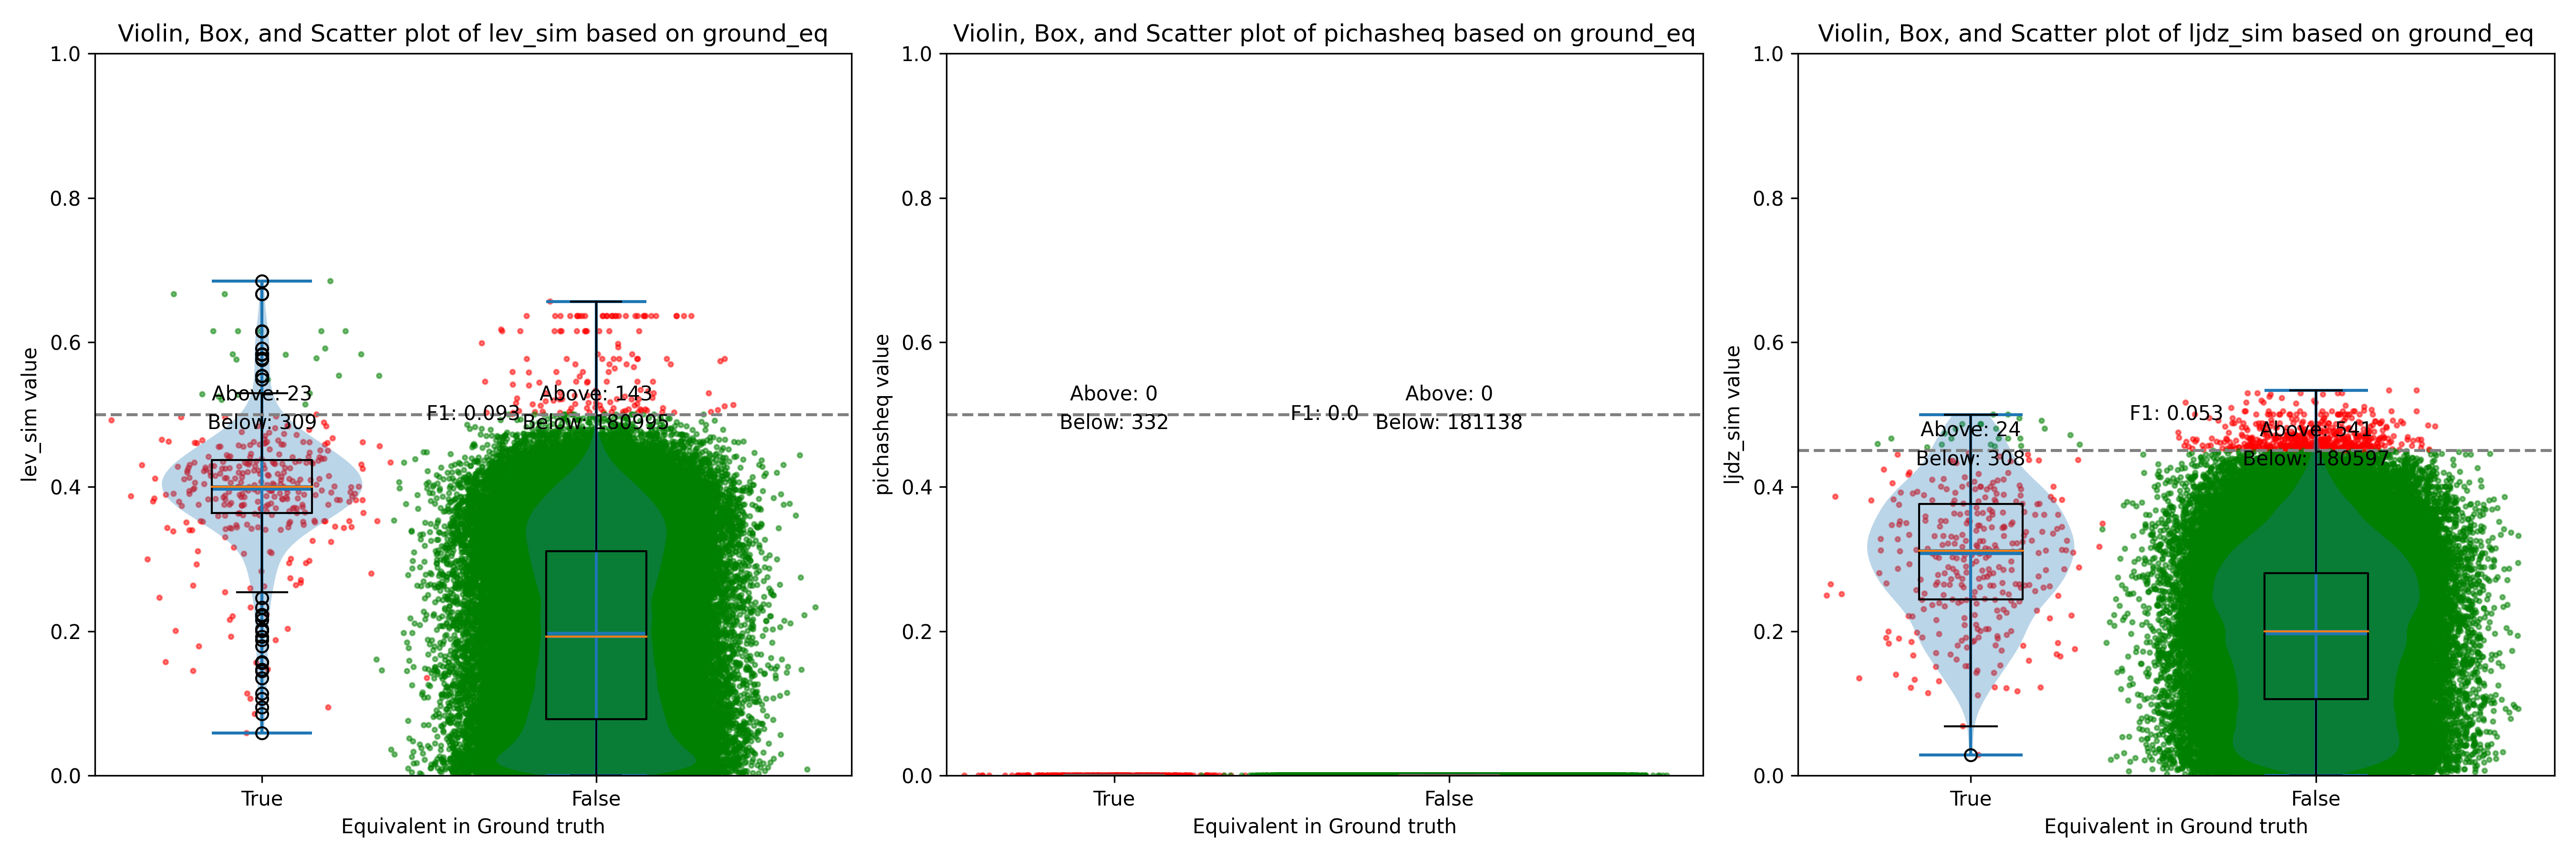 Violin, Box, and Scatter plot of lev_sim based on ground_eq
1.0
0.8
0.6
0.4
0.2
0.0
lev_sim value
Above: 23
Below: 309
F1: 0.093
Above: 143
Below: 180995
True
False
Equivalent in Ground truth
Violin, Box, and Scatter plot of pichasheq based on ground_eq
1.0
0.8
0.6
0.4
0.2
0.0
pichasheq value
Above: 0
Below: 332
F1: 0.0
Above: 0
Below: 181138
True
False
Equivalent in Ground truth
Violin, Box, and Scatter plot of ljdz_sim based on ground_eq
1.0
0.8
0.6
0.4
0.2
0.0
ljdz_sim value
Above: 24
Below: 308
F1: 0.053
Above: 541
Below: 180597
True
False
Equivalent in Ground truth